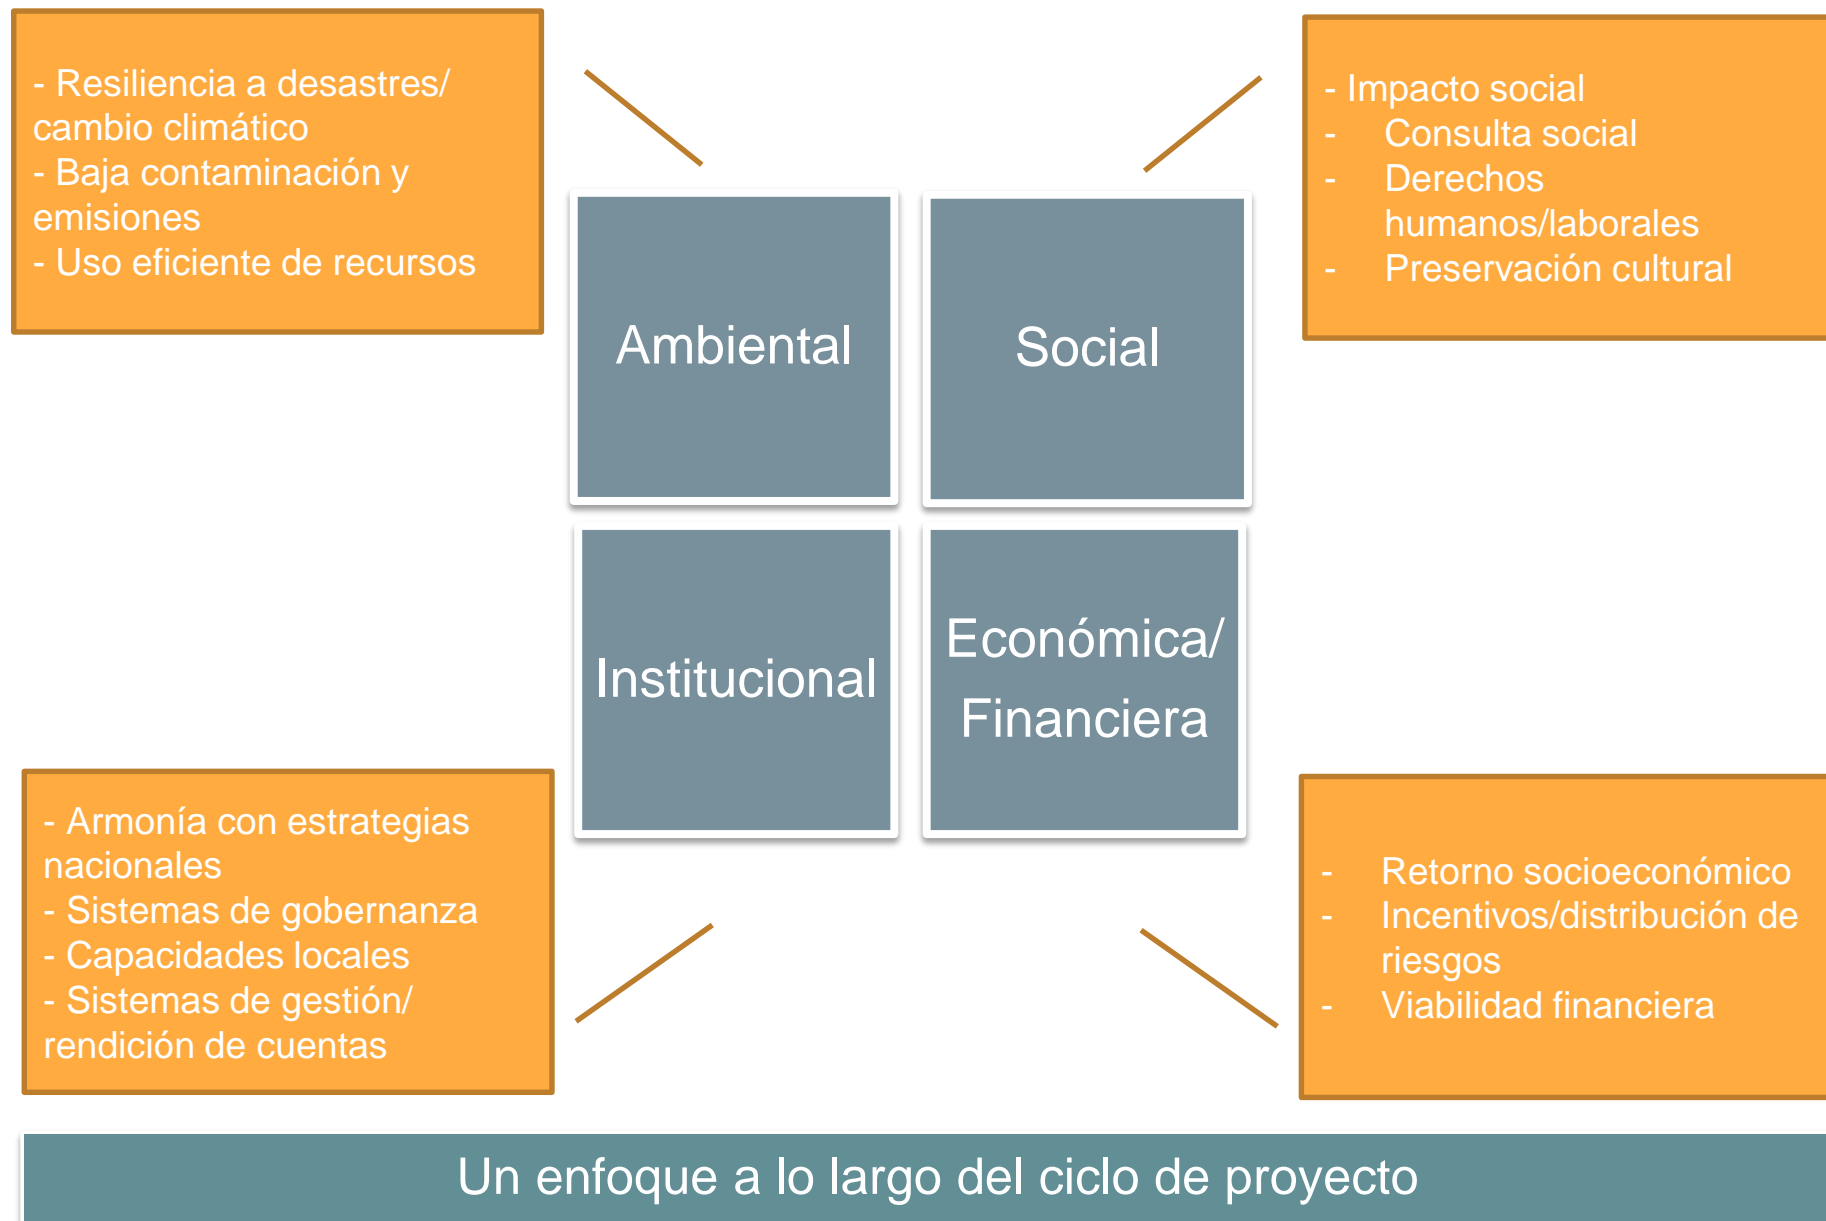 - Resiliencia a desastres/
cambio climático
- Baja contaminación y
emisiones
- Uso eficiente de recursos
- Impacto social
- Consulta social
- Derechos
humanos/laborales
- Preservación cultural
Ambiental
Social
Institucional
Económica/
Financiera
- Armonía con estrategias
nacionales
- Sistemas de gobernanza
- Capacidades locales
- Sistemas de gestión/
rendición de cuentas
- Retorno socioeconómico
- Incentivos/distribución de
riesgos
- Viabilidad financiera
Un enfoque a lo largo del ciclo de proyecto